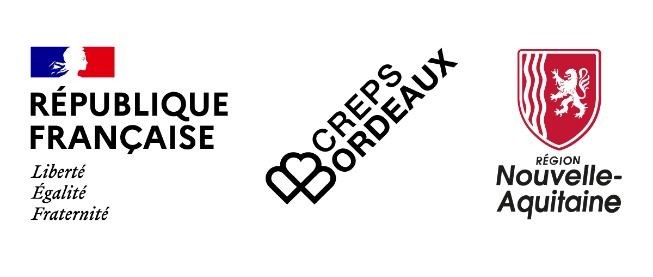 RÉPUBLIQUE
FRANÇAISE
Liberté
Égalité
Fraternité
CREPS
BORDEAUX
RÉGION
Nouvelle-
Aquitaine